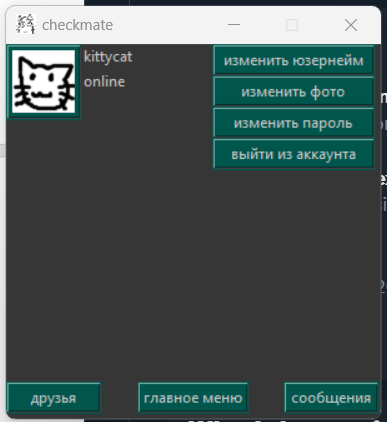 checkmate
kittycat
online
изменить юзернейм
изменить фото
изменить пароль
выйти из аккаунта
друзья
главное меню
сообщения